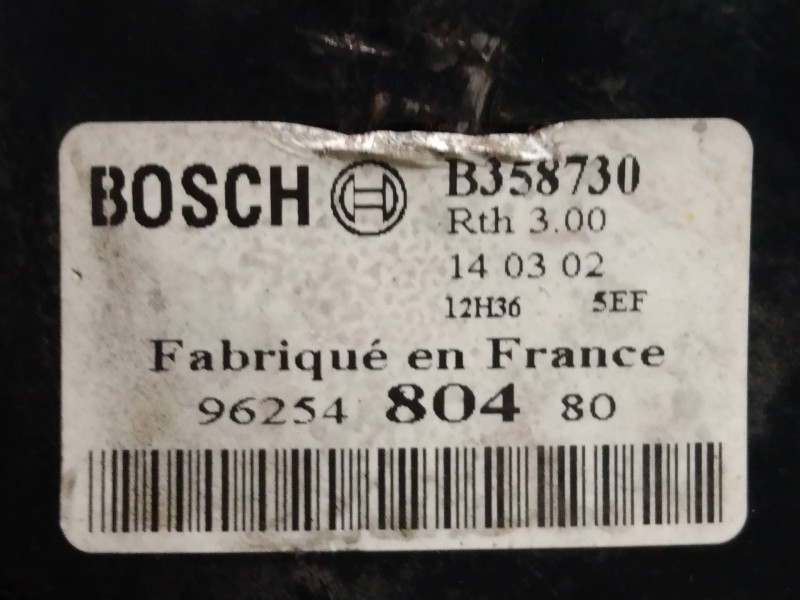 BOSCH
B358730
Rth 3.00
14 03 02
12H36 5EF
Fabriqué en France
96254 804 80